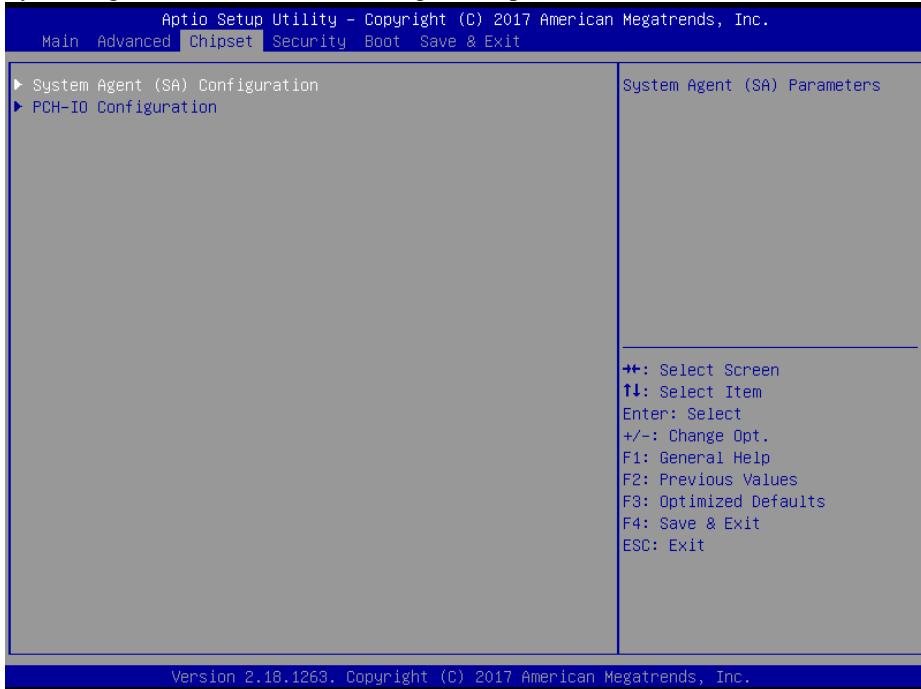 Aptio Setup Utility – Copyright (C) 2017 American Megatrends, Inc.
Main Advanced Chipset Security Boot Save & Exit
▶ System Agent (SA) Configuration
▶ PCH-IO Configuration
System Agent (SA) Parameters
→←: Select Screen
↑↓: Select Item
Enter: Select
+/-: Change Opt.
F1: General Help
F2: Previous Values
F3: Optimized Defaults
F4: Save & Exit
ESC: Exit
Version 2.18.1263. Copyright (C) 2017 American Megatrends, Inc.